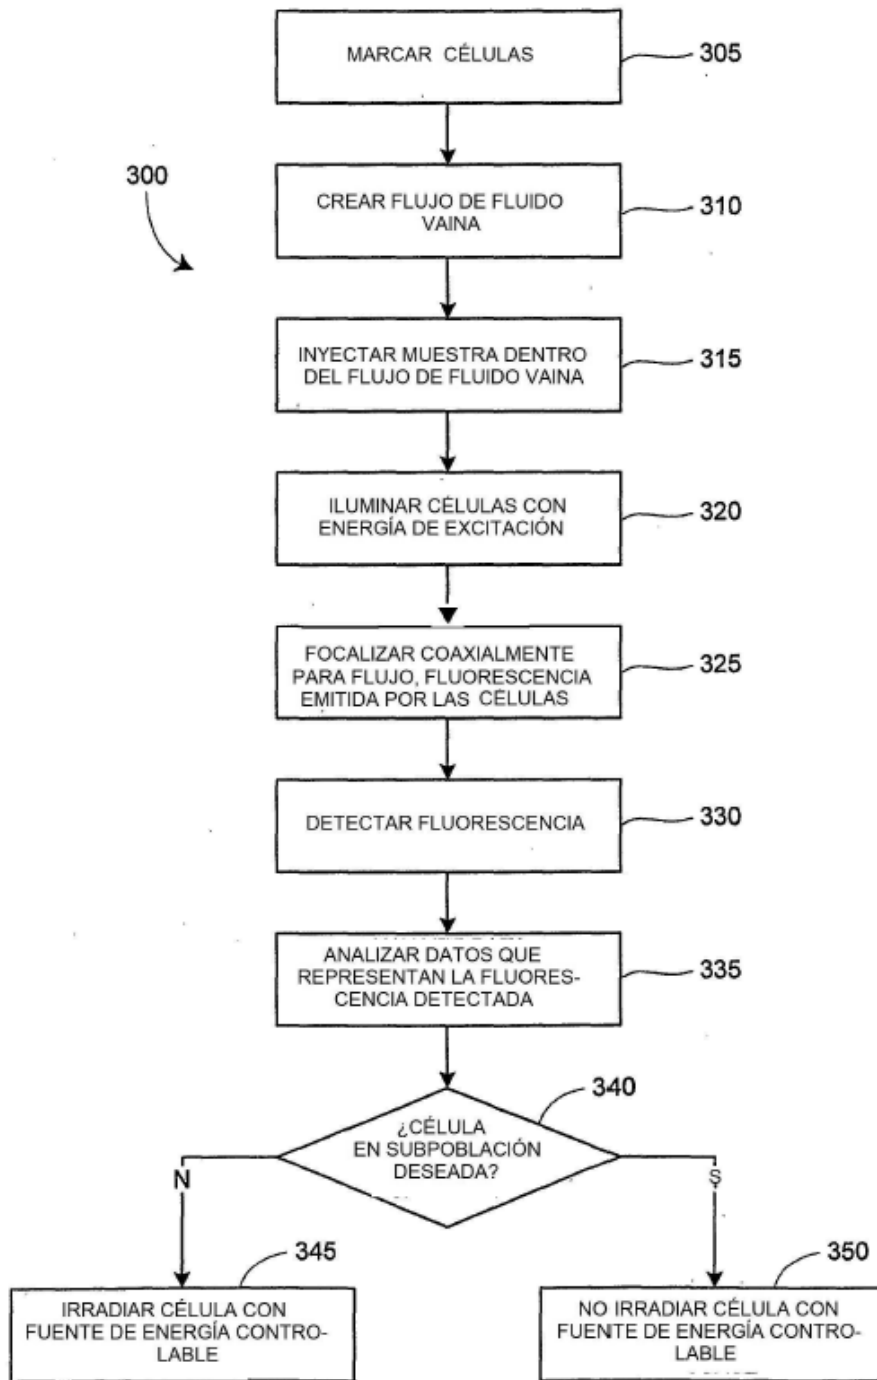 MARCAR CÉLULAS
305
300
CREAR FLUJO DE FLUIDO
VAINA
310
INYECTAR MUESTRA DENTRO
DEL FLUJO DE FLUIDO VAINA
315
ILUMINAR CÉLULAS CON
ENERGÍA DE EXCITACIÓN
320
FOCALIZAR COAXIALMENTE
PARA FLUJO, FLUORESCENCIA
EMITIDA POR LAS CÉLULAS
325
DETECTAR FLUORESCENCIA
330
ANALIZAR DATOS QUE
REPRESENTAN LA FLUORES-
CENCIA DETECTADA
335
340
¿CÉLULA
EN SUBPOBLACIÓN
DESEADA?
N
S
345
IRRADIAR CÉLULA CON
FUENTE DE ENERGÍA CONTRO-
LABLE
350
NO IRRADIAR CÉLULA CON
FUENTE DE ENERGÍA CONTRO-
LABLE